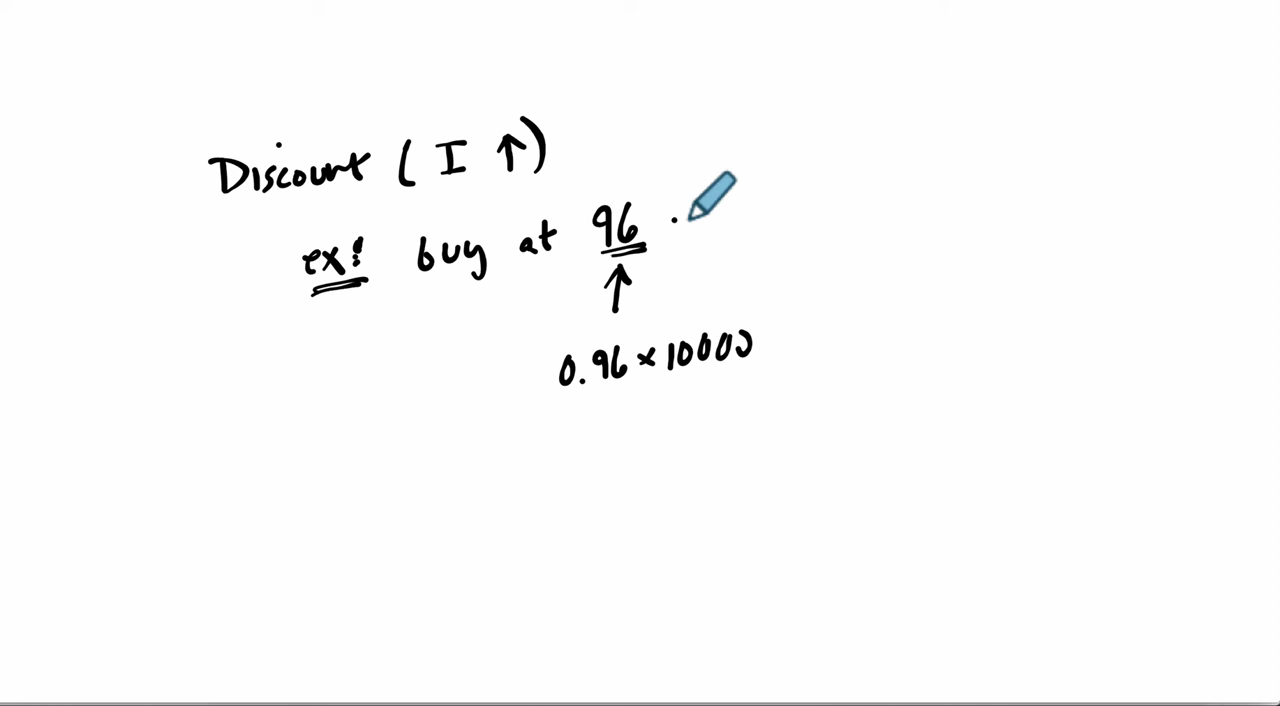 Discount ( I ↑)
ex: buy at 96 .
↑
0.96 × 10000